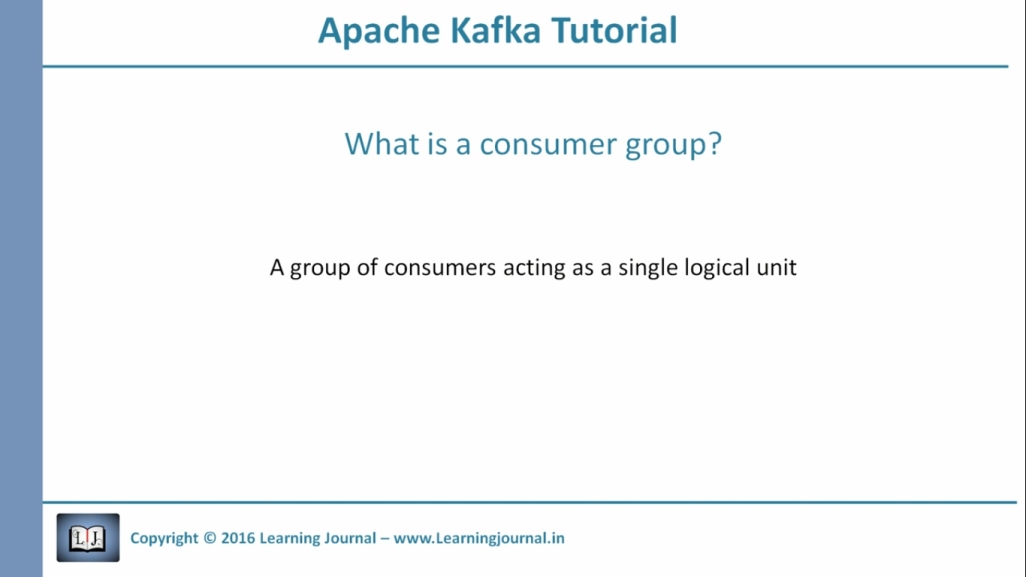 Apache Kafka Tutorial
What is a consumer group?
A group of consumers acting as a single logical unit
L J
Copyright © 2016 Learning Journal – www.Learningjournal.in